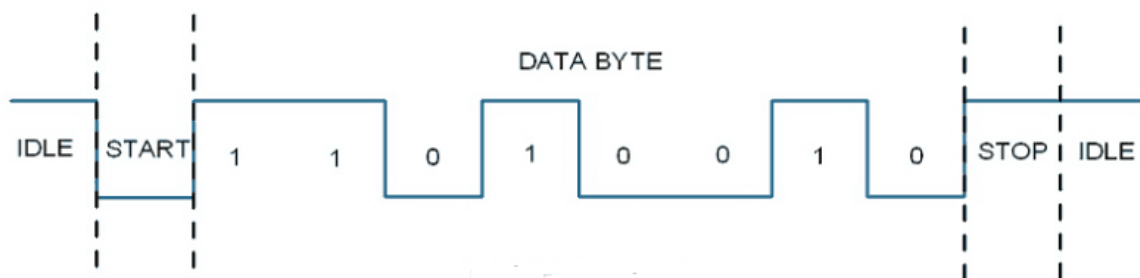 DATA BYTE
IDLE START 1 1 0 1 0 0 1 0 STOP IDLE